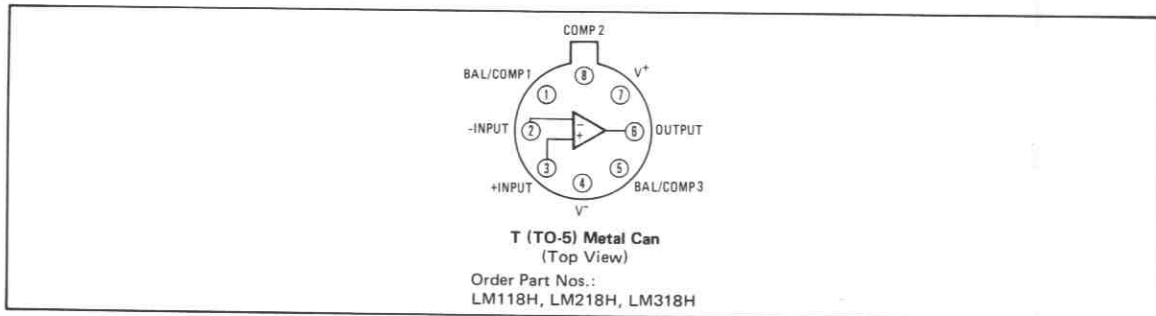 COMP 2
BAL/COMP1
8
V+
1
7
-INPUT
2
−
+
6
OUTPUT
3
5
+INPUT
4
BAL/COMP3
V-
T (TO-5) Metal Can
(Top View)
Order Part Nos.:
LM118H, LM218H, LM318H